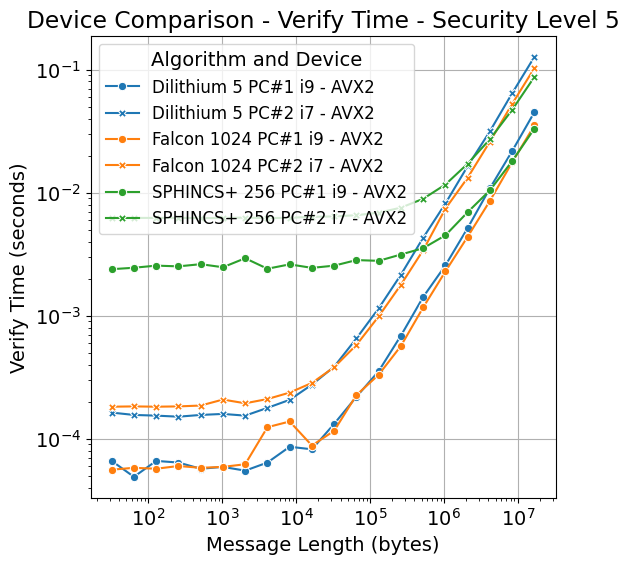 Device Comparison - Verify Time - Security Level 5
Algorithm and Device
Dilithium 5 PC#1 i9 - AVX2
Dilithium 5 PC#2 i7 - AVX2
Falcon 1024 PC#1 i9 - AVX2
Falcon 1024 PC#2 i7 - AVX2
SPHINCS+ 256 PC#1 i9 - AVX2
SPHINCS+ 256 PC#2 i7 - AVX2
Verify Time (seconds)
10⁻¹
10⁻²
10⁻³
10⁻⁴
10² 10³ 10⁴ 10⁵ 10⁶ 10⁷
Message Length (bytes)